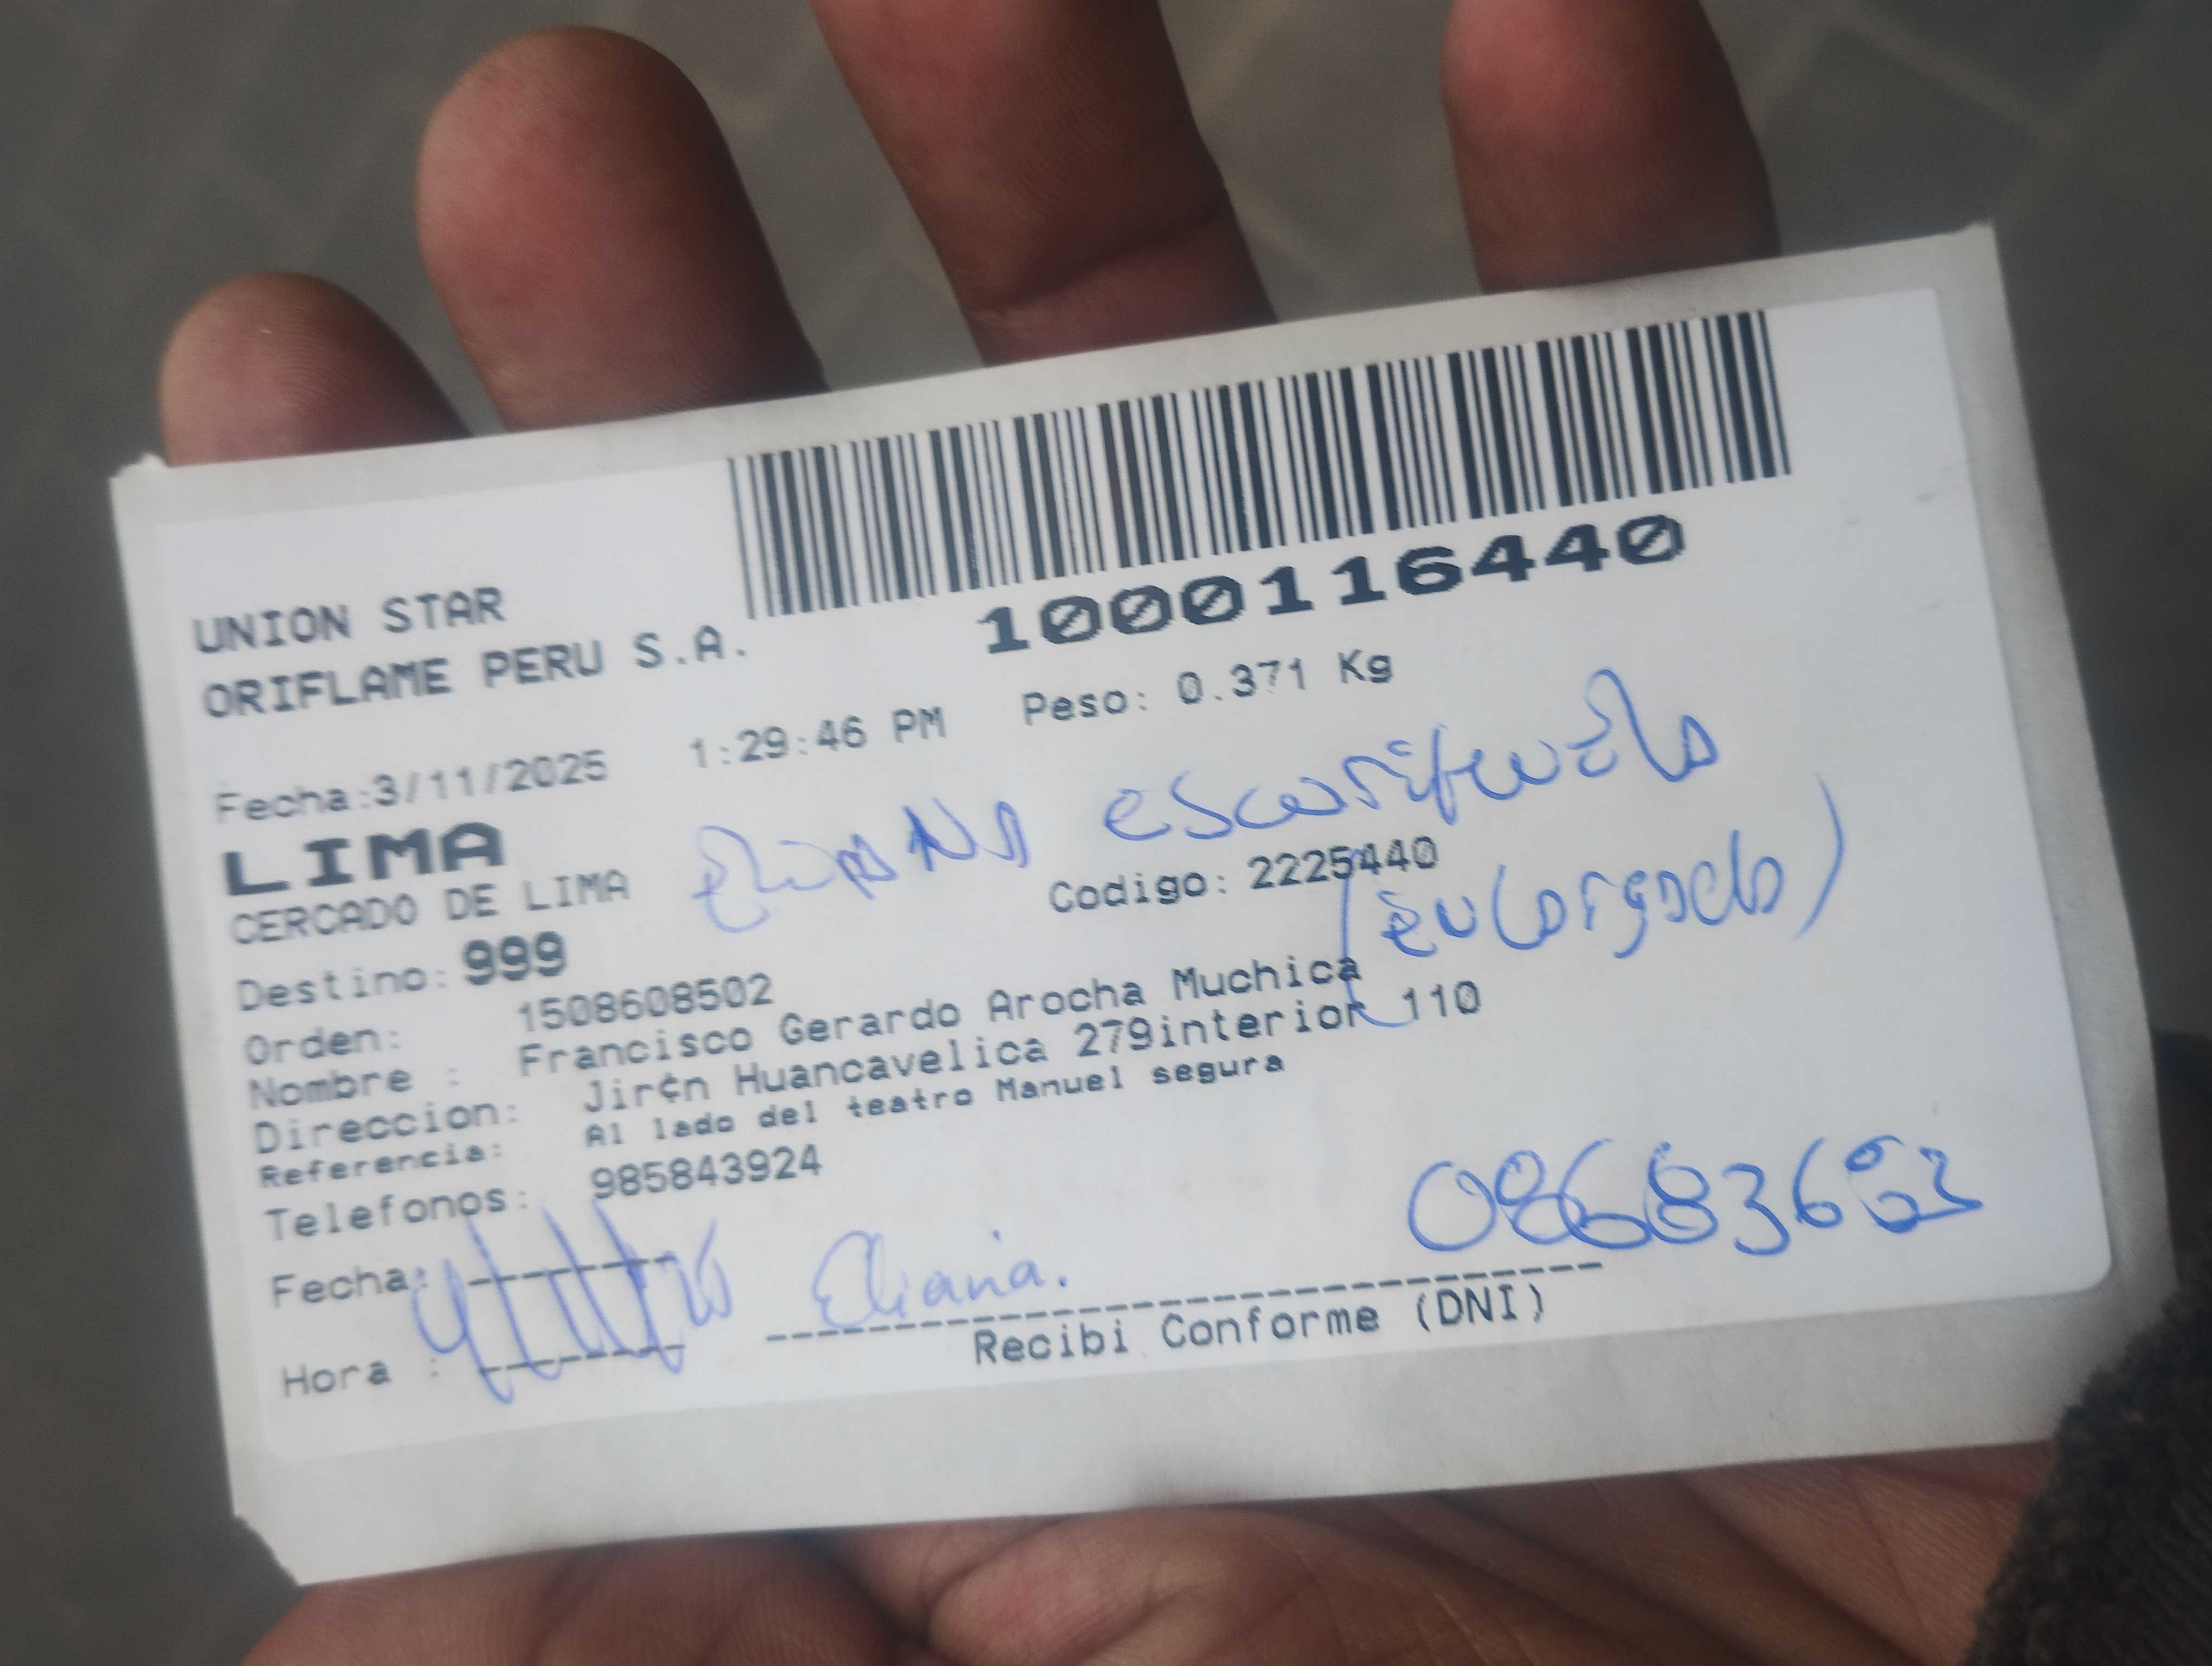 1000116440
UNION STAR
ORIFLAME PERU S.A.
Fecha:3/11/2025 1:29:46 PM Peso: 0.371 Kg
LIMA
CERCADO DE LIMA Codigo: 2225440
(encargado)
Destino: 999
Orden: 1508608502
Nombre : Francisco Gerardo Arocha Muchica
Direccion: Jir¢n Huancavelica 279interior 110
Referencia: Al lado del teatro Manuel segura
Telefonos: 985843924
Fecha: Eliana.
Hora :
Recibi Conforme (DNI)